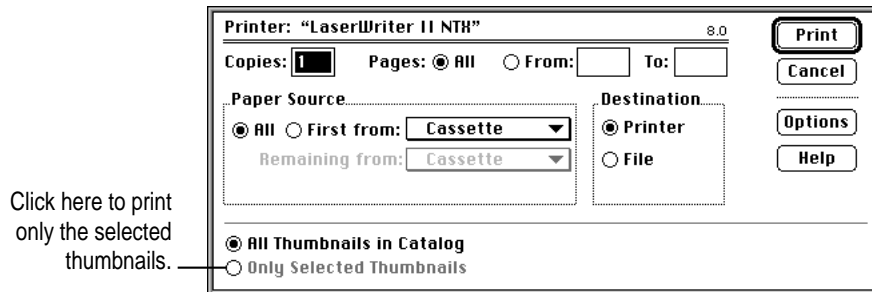 Printer: “LaserWriter II NTX” 8.0 Print
Copies: 1 Pages: All From: To: Cancel
Paper Source Destination
All First from: Cassette Printer Options
Remaining from: Cassette File Help
Click here to print
only the selected
thumbnails.
All Thumbnails in Catalog
Only Selected Thumbnails